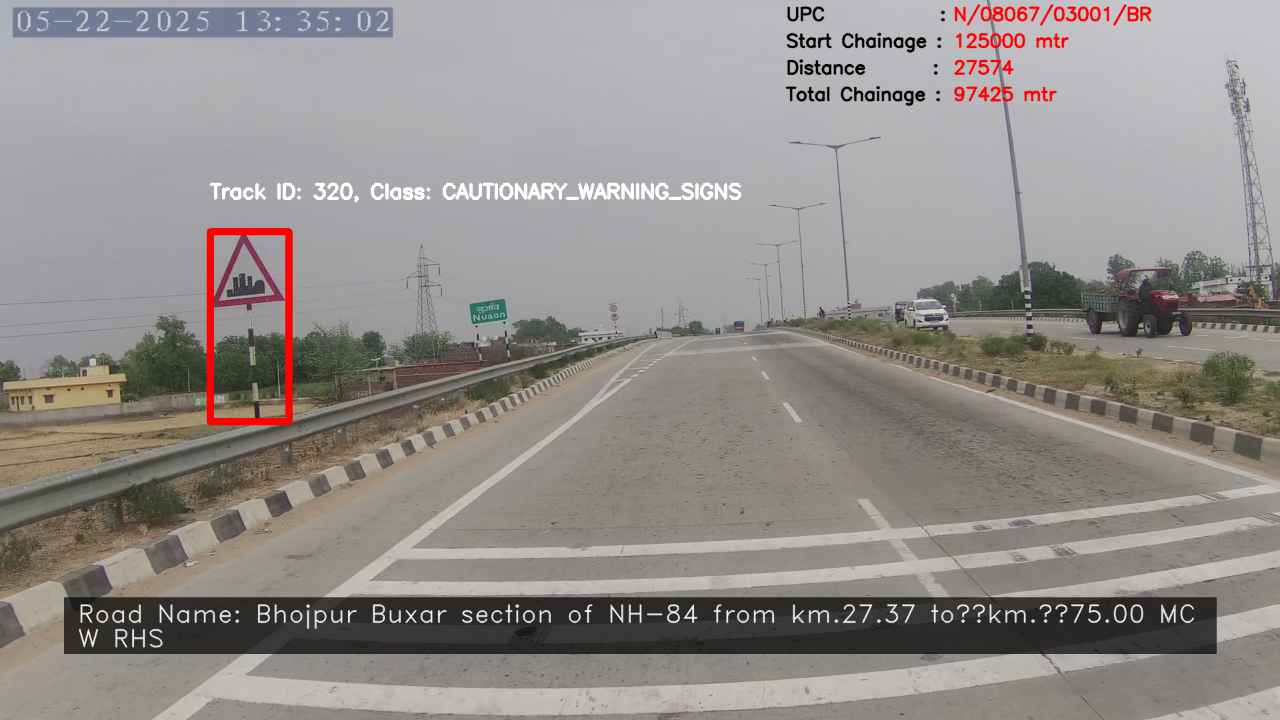 05-22-2025 13:35:02
UPC : N/08067/03001/BR
Start Chainage : 125000 mtr
Distance : 27574
Total Chainage : 97425 mtr
Track ID: 320, Class: CAUTIONARY_WARNING_SIGNS
Nuaon
Road Name: Bhojpur Buxar section of NH-84 from km.27.37 to??km.??75.00 MC
W RHS